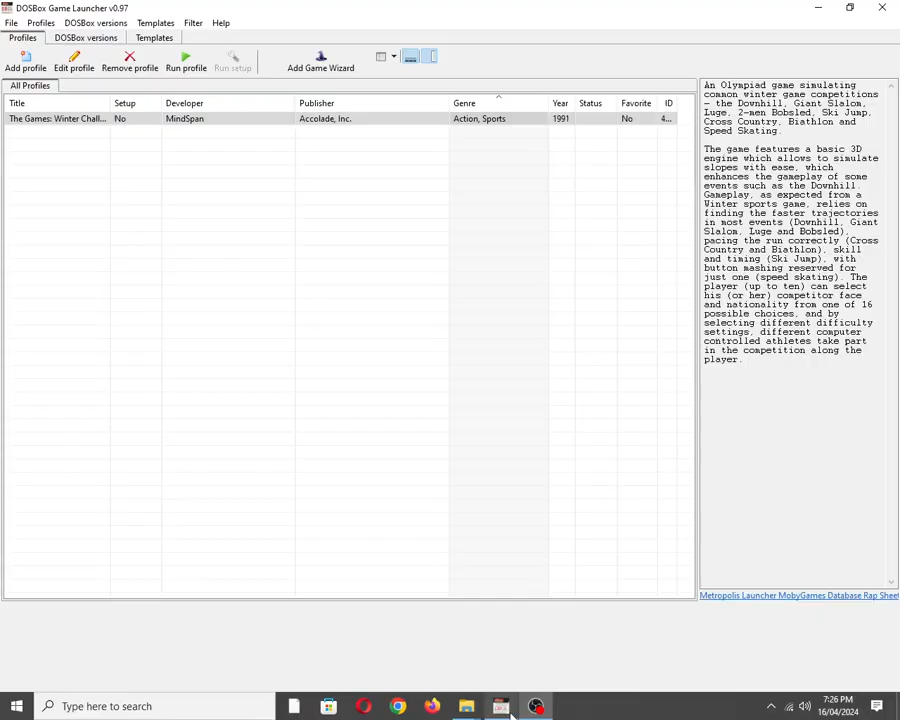 DOSBox Game Launcher v0.97
File Profiles DOSBox versions Templates Filter Help
Profiles DOSBox versions Templates
Add profile Edit profile Remove profile Run profile Run setup Add Game Wizard
All Profiles
Title Setup Developer Publisher Genre Year Status Favorite ID
The Games: Winter Chall... No MindSpan Accolade, Inc. Action, Sports 1991 No 4...
An Olympiad game simulating
common winter game competitions
- the Downhill, Giant Slalom,
Luge, 2-men Bobsled, Ski Jump,
Cross Country, Biathlon and
Speed Skating.
The game features a basic 3D
engine which allows to simulate
slopes with ease, which
enhances the gameplay of some
events such as the Downhill.
Gameplay, as expected from a
Winter sports game, relies on
finding the faster trajectories
in most events (Downhill, Giant
Slalom, Luge and Bobsled),
pacing the run correctly (Cross
Country and Biathlon), skill
and timing (Ski Jump), with
button mashing reserved for
just one (speed skating). The
player (up to ten) can select
his (or her) competitor face
and nationality from one of 16
possible choices, and by
selecting different difficulty
settings, different computer
controlled athletes take part
in the competition along the
player.
Metropolis Launcher MobyGames Database Rap Sheet
Type here to search
7:26 PM
16/04/2024